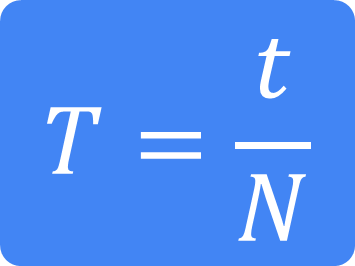 T = t/N